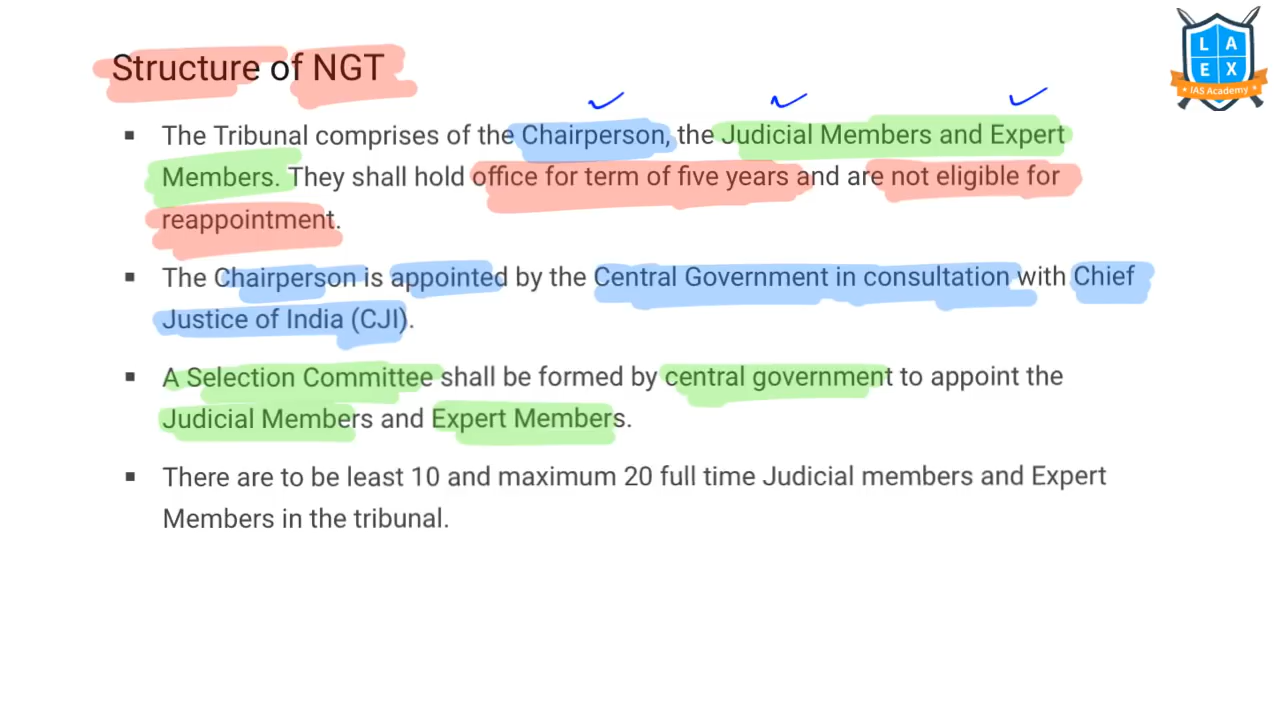 Structure of NGT
L A
E X
IAS Academy
▪ The Tribunal comprises of the Chairperson, the Judicial Members and Expert
Members. They shall hold office for term of five years and are not eligible for
reappointment.
▪ The Chairperson is appointed by the Central Government in consultation with Chief
Justice of India (CJI).
▪ A Selection Committee shall be formed by central government to appoint the
Judicial Members and Expert Members.
▪ There are to be least 10 and maximum 20 full time Judicial members and Expert
Members in the tribunal.